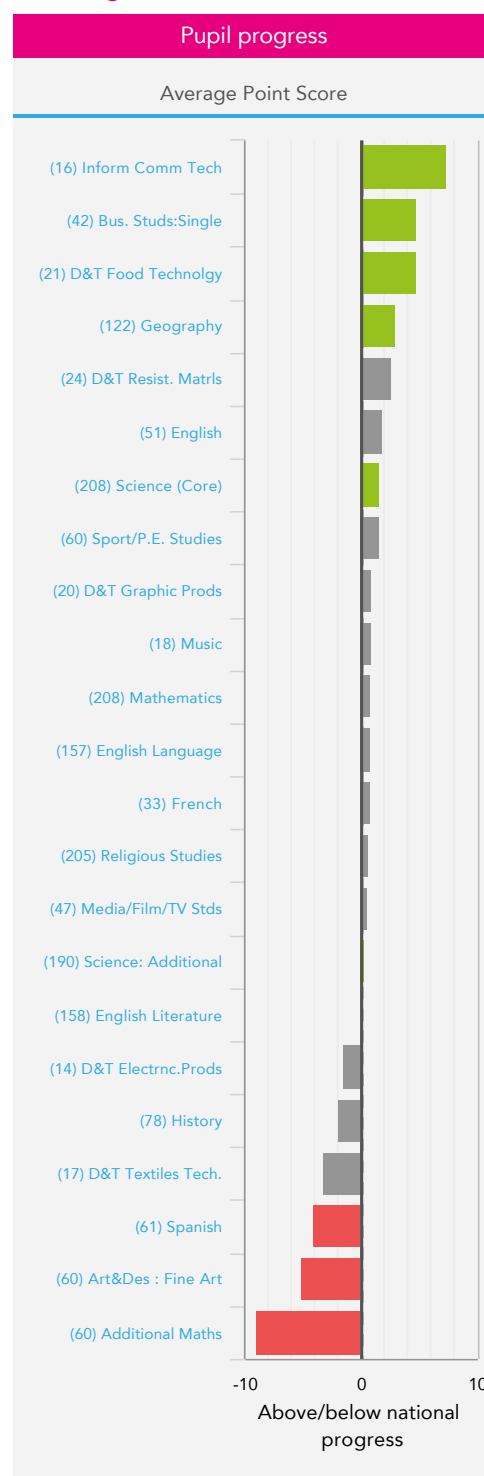 Pupil progress
Average Point Score
(16) Inform Comm Tech
(42) Bus. Studs:Single
(21) D&T Food Technolgy
(122) Geography
(24) D&T Resist. Matrls
(51) English
(208) Science (Core)
(60) Sport/P.E. Studies
(20) D&T Graphic Prods
(18) Music
(208) Mathematics
(157) English Language
(33) French
(205) Religious Studies
(47) Media/Film/TV Stds
(190) Science: Additional
(158) English Literature
(14) D&T Electrnc.Prods
(78) History
(17) D&T Textiles Tech.
(61) Spanish
(60) Art&Des : Fine Art
(60) Additional Maths
-10 0 10
Above/below national
progress